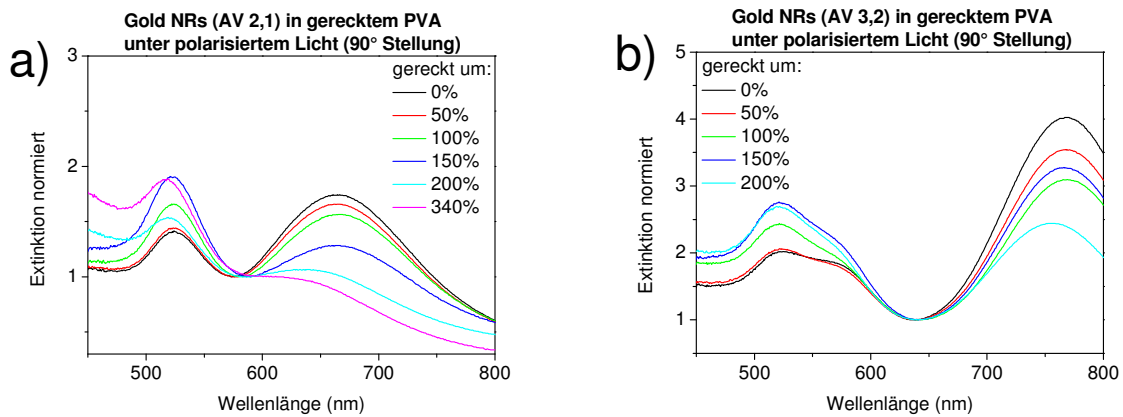 a)
Gold NRs (AV 2,1) in gerecktem PVA
unter polarisiertem Licht (90° Stellung)
3
2
1
Extinktion normiert
gereckt um:
0%
50%
100%
150%
200%
340%
500
600
700
800
Wellenlänge (nm)
b)
Gold NRs (AV 3,2) in gerecktem PVA
unter polarisiertem Licht (90° Stellung)
5
4
3
2
1
Extinktion normiert
gereckt um:
0%
50%
100%
150%
200%
500
600
700
800
Wellenlänge (nm)